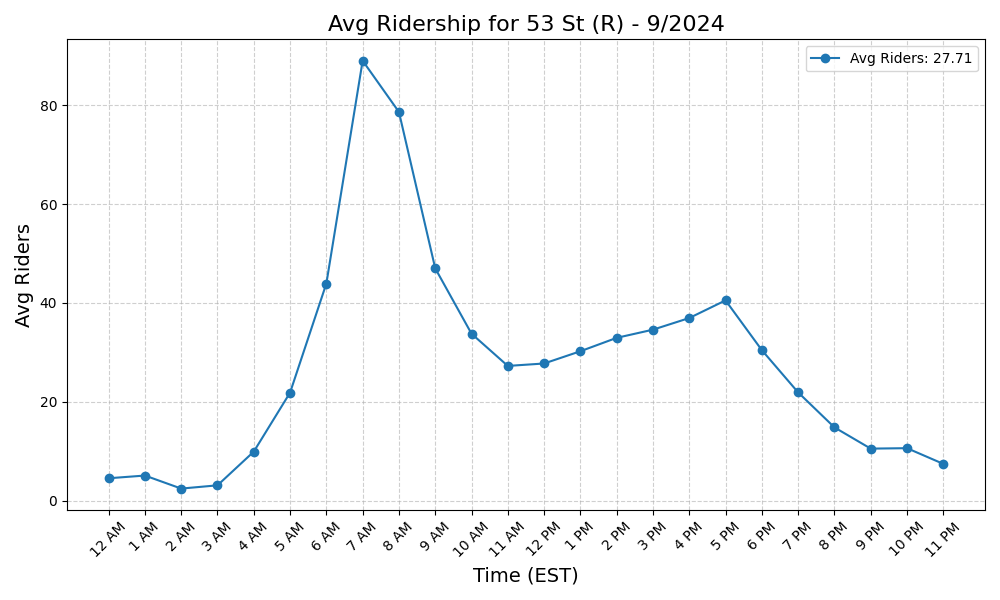 Avg Ridership for 53 St (R) - 9/2024
Avg Riders: 27.71
Avg Riders
80
60
40
20
0
12 AM
1 AM
2 AM
3 AM
4 AM
5 AM
6 AM
7 AM
8 AM
9 AM
10 AM
11 AM
12 PM
1 PM
2 PM
3 PM
4 PM
5 PM
6 PM
7 PM
8 PM
9 PM
10 PM
11 PM
Time (EST)